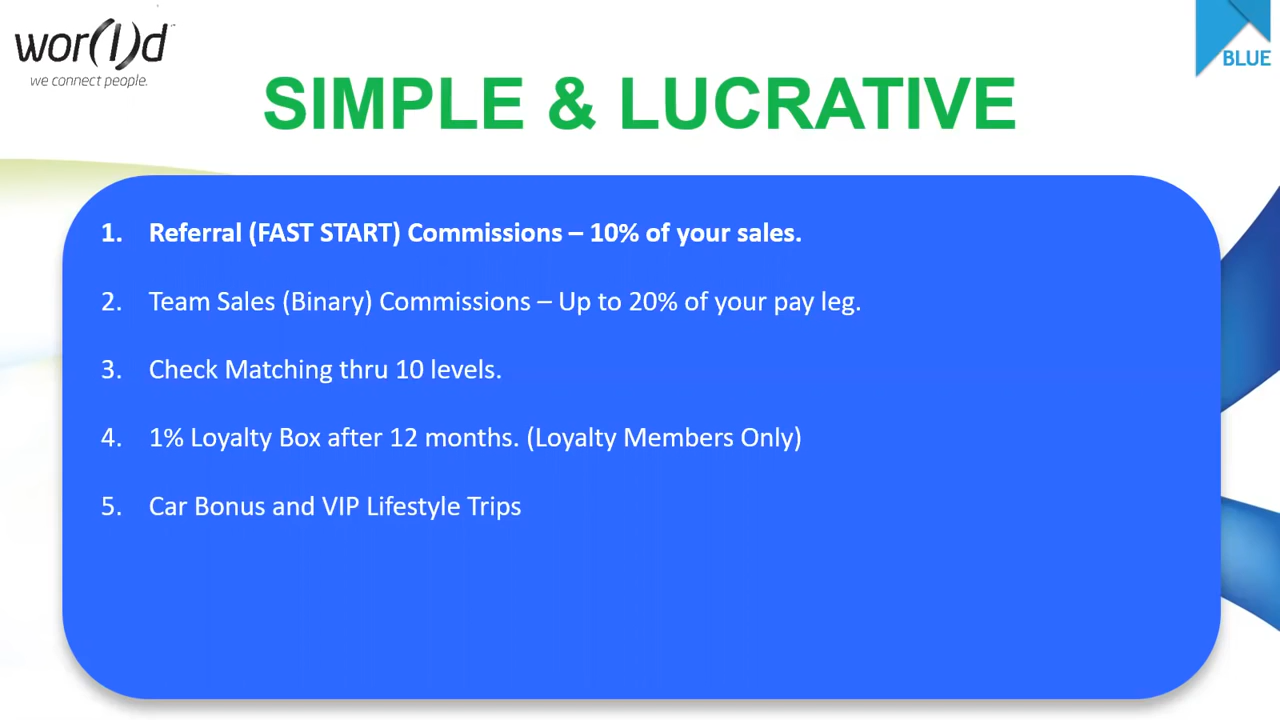 wor(l)d
we connect people.
BLUE
SIMPLE & LUCRATIVE
1. Referral (FAST START) Commissions – 10% of your sales.
2. Team Sales (Binary) Commissions – Up to 20% of your pay leg.
3. Check Matching thru 10 levels.
4. 1% Loyalty Box after 12 months. (Loyalty Members Only)
5. Car Bonus and VIP Lifestyle Trips